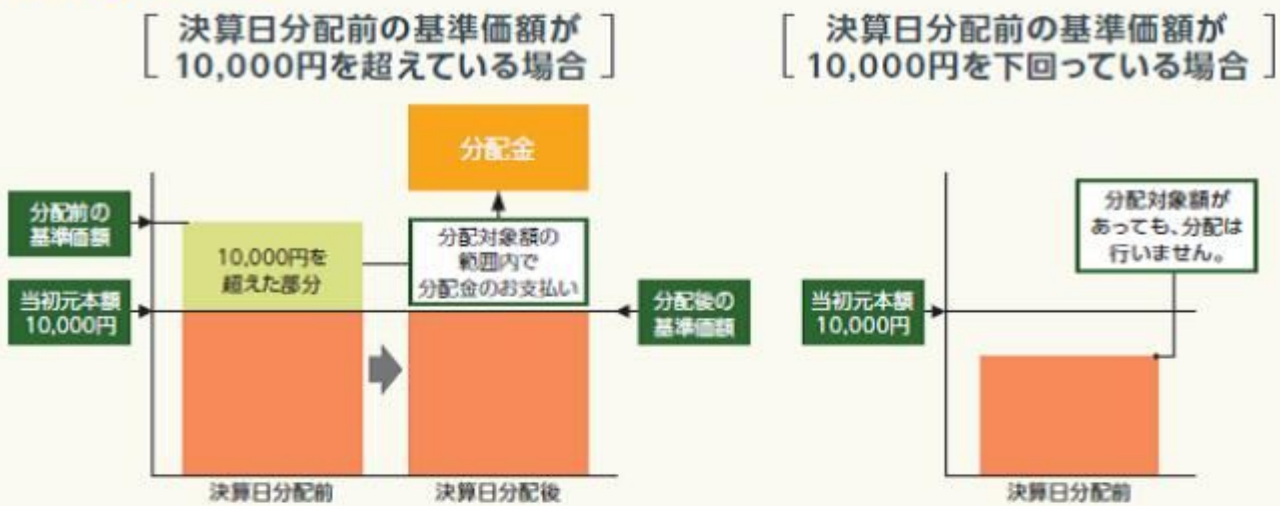 決算日分配前の基準価額が
10,000円を超えている場合
分配金
分配前の
基準価額
10,000円を
超えた部分
分配対象額の
範囲内で
分配金のお支払い
当初元本額
10,000円
分配後の
基準価額
決算日分配前
決算日分配後
決算日分配前の基準価額が
10,000円を下回っている場合
分配対象額が
あっても、分配は
行いません。
当初元本額
10,000円
決算日分配前